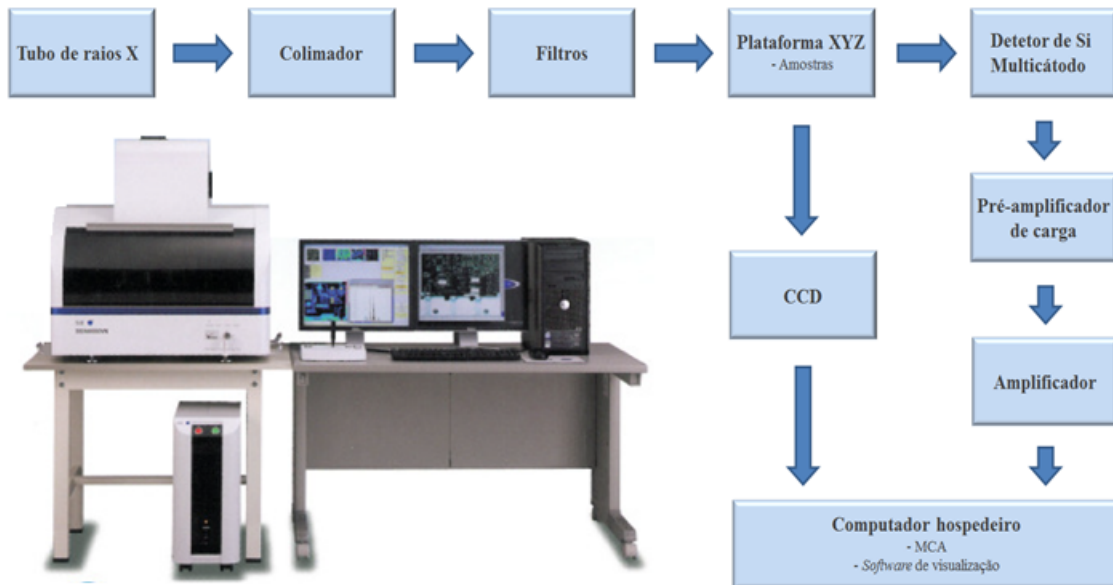 Tubo de raios X
Colimador
Filtros
Plataforma XYZ
- Amostras
Detetor de Si
Multicátodo
Pré-amplificador
de carga
CCD
Amplificador
Computador hospedeiro
- MCA
- Software de visualização